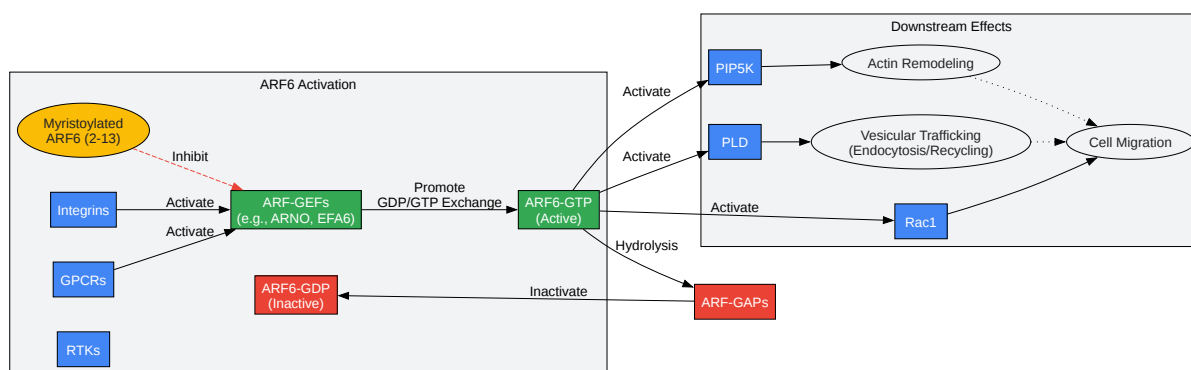 Downstream Effects
PIP5K
Actin Remodeling
ARF6 Activation
Activate
Myristoylated
ARF6 (2-13)
Inhibit
PLD
Vesicular Trafficking
(Endocytosis/Recycling)
Cell Migration
Activate
Integrins
Activate
ARF-GEFs
(e.g., ARNO, EFA6)
Promote
GDP/GTP Exchange
ARF6-GTP
(Active)
Activate
Rac1
Activate
Hydrolysis
GPCRs
ARF6-GDP
(Inactive)
Inactivate
ARF-GAPs
RTKs